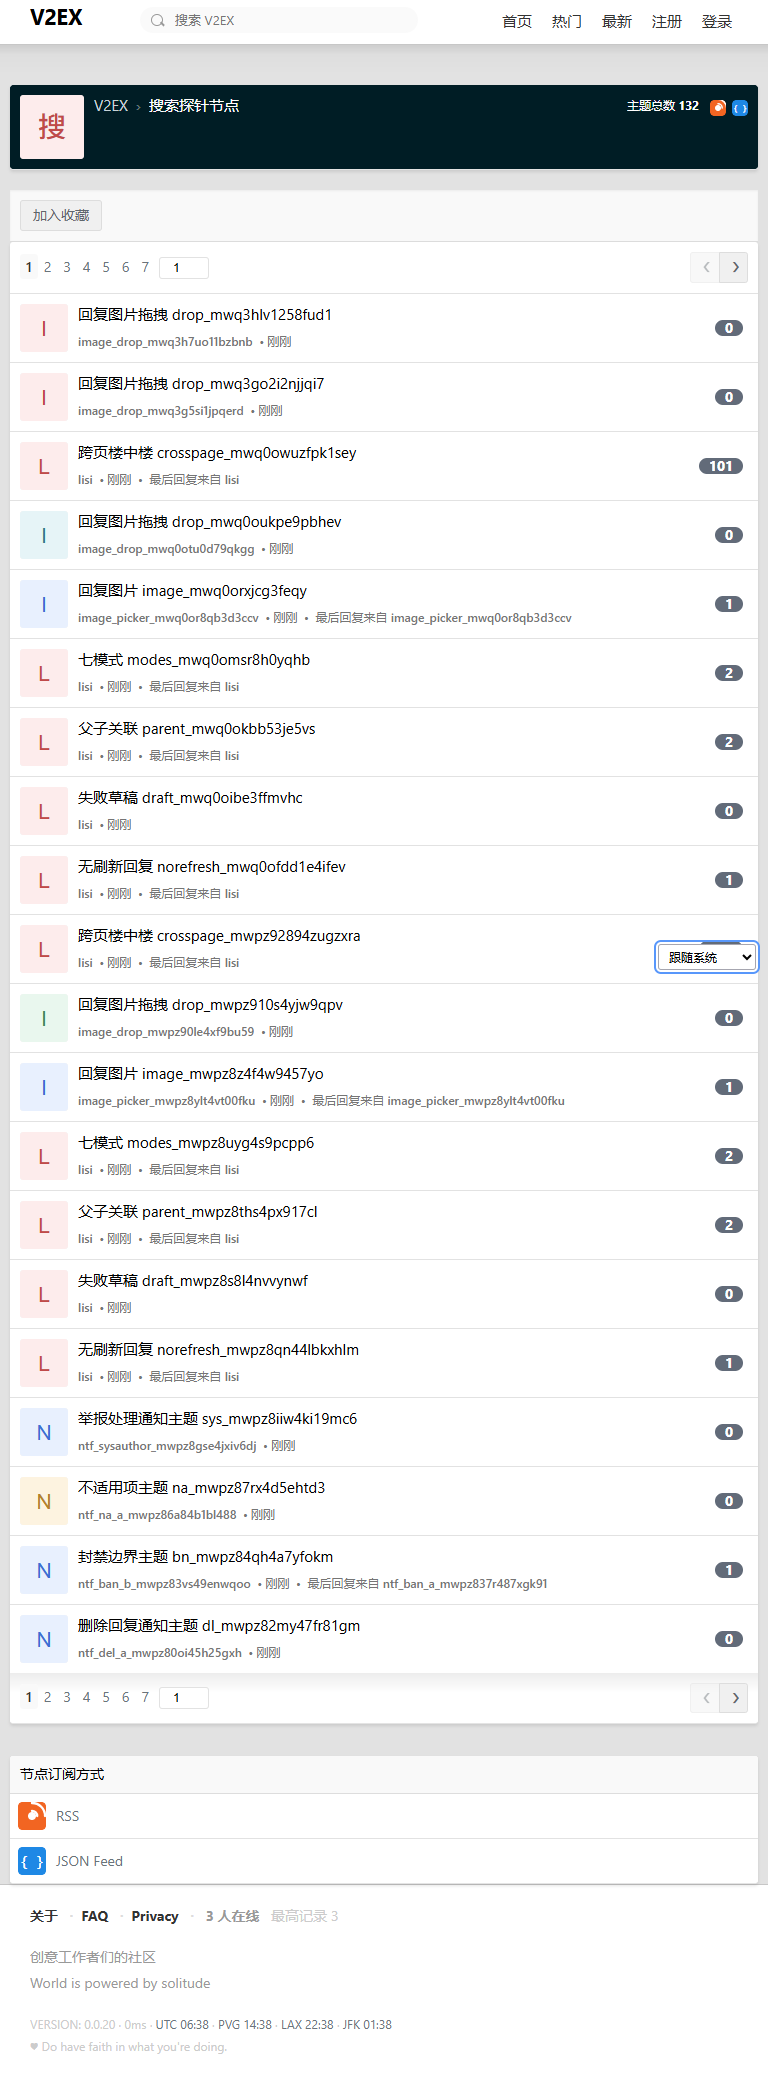 V2EX 搜索 V2EX 首页 热门 最新 注册 登录
搜 V2EX › 搜索探针节点 主题总数 132
加入收藏
1 2 3 4 5 6 7 1 ‹ ›
I 回复图片拖拽 drop_mwq3hlv1258fud1 0
image_drop_mwq3h7uo11bzbnb • 刚刚
I 回复图片拖拽 drop_mwq3go2i2njjqi7 0
image_drop_mwq3g5si1jpqerd • 刚刚
L 跨页楼中楼 crosspage_mwq0owuzfpk1sey 101
lisi • 刚刚 • 最后回复来自 lisi
I 回复图片拖拽 drop_mwq0oukpe9pbhev 0
image_drop_mwq0otu0d79qkgg • 刚刚
I 回复图片 image_mwq0orxjcg3feqy 1
image_picker_mwq0or8qb3d3ccv • 刚刚 • 最后回复来自 image_picker_mwq0or8qb3d3ccv
L 七模式 modes_mwq0omsr8h0yqhb 2
lisi • 刚刚 • 最后回复来自 lisi
L 父子关联 parent_mwq0okbb53je5vs 2
lisi • 刚刚 • 最后回复来自 lisi
L 失败草稿 draft_mwq0oibe3ffmvhc 0
lisi • 刚刚
L 无刷新回复 norefresh_mwq0ofdd1e4ifev 1
lisi • 刚刚 • 最后回复来自 lisi
L 跨页楼中楼 crosspage_mwpz92894zugzxra
lisi • 刚刚 • 最后回复来自 lisi 跟随系统
I 回复图片拖拽 drop_mwpz910s4yjw9qpv 0
image_drop_mwpz90le4xf9bu59 • 刚刚
I 回复图片 image_mwpz8z4f4w9457yo 1
image_picker_mwpz8ylt4vt00fku • 刚刚 • 最后回复来自 image_picker_mwpz8ylt4vt00fku
L 七模式 modes_mwpz8uyg4s9pcpp6 2
lisi • 刚刚 • 最后回复来自 lisi
L 父子关联 parent_mwpz8ths4px917cl 2
lisi • 刚刚 • 最后回复来自 lisi
L 失败草稿 draft_mwpz8s8l4nvvynwf 0
lisi • 刚刚
L 无刷新回复 norefresh_mwpz8qn44lbkxhlm 1
lisi • 刚刚 • 最后回复来自 lisi
N 举报处理通知主题 sys_mwpz8iiw4ki19mc6 0
ntf_sysauthor_mwpz8gse4jxiv6dj • 刚刚
N 不适用项主题 na_mwpz87rx4d5ehtd3 0
ntf_na_a_mwpz86a84b1bl488 • 刚刚
N 封禁边界主题 bn_mwpz84qh4a7yfokm 1
ntf_ban_b_mwpz83vs49enwqoo • 刚刚 • 最后回复来自 ntf_ban_a_mwpz837r487xgk91
N 删除回复通知主题 dl_mwpz82my47fr81gm 0
ntf_del_a_mwpz80oi45h25gxh • 刚刚
1 2 3 4 5 6 7 1 ‹ ›
节点订阅方式
RSS
{ } JSON Feed
关于 · FAQ · Privacy · 3 人在线 最高记录 3
创意工作者们的社区
World is powered by solitude
VERSION: 0.0.20 · 0ms · UTC 06:38 · PVG 14:38 · LAX 22:38 · JFK 01:38
♥ Do have faith in what you're doing.